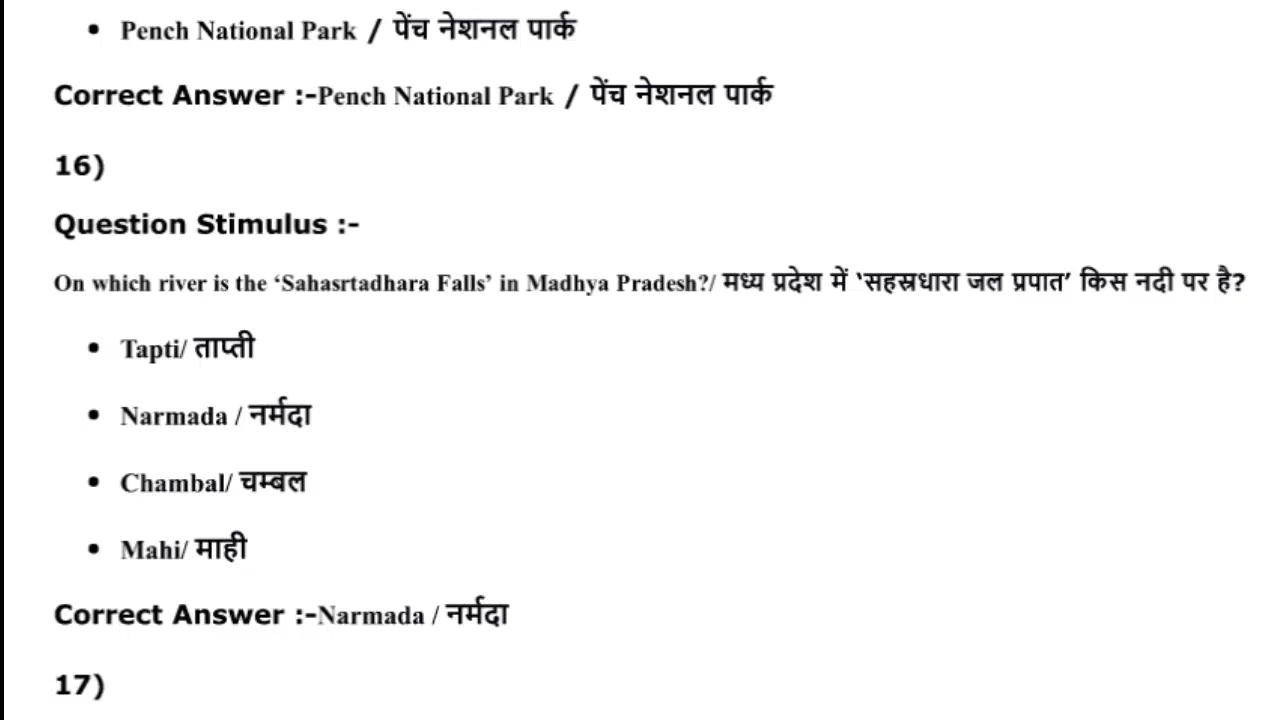 • Pench National Park / पेंच नेशनल पार्क
Correct Answer :-Pench National Park / पेंच नेशनल पार्क
16)
Question Stimulus :-
On which river is the ‘Sahasrtadhara Falls’ in Madhya Pradesh?/ मध्य प्रदेश में ‘सहस्रधारा जल प्रपात’ किस नदी पर है?
• Tapti/ ताप्ती
• Narmada / नर्मदा
• Chambal/ चम्बल
• Mahi/ माही
Correct Answer :-Narmada / नर्मदा
17)